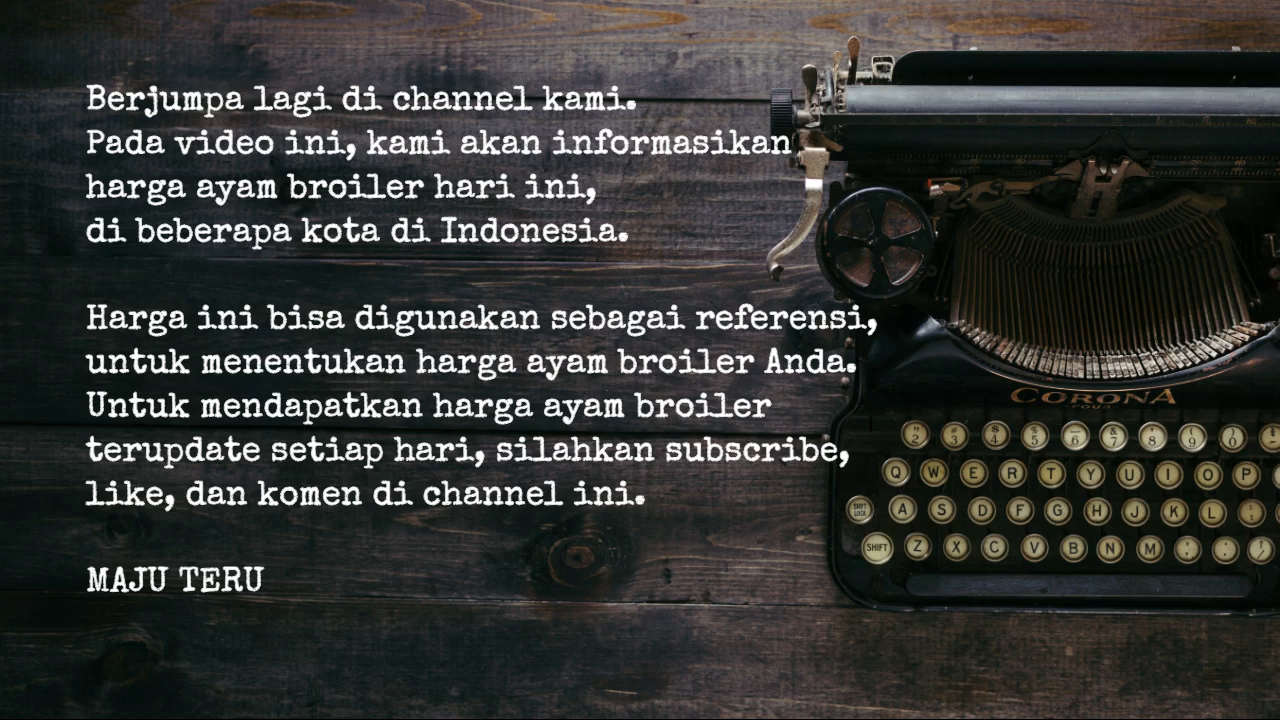 Berjumpa lagi di channel kami.
Pada video ini, kami akan informasikan
harga ayam broiler hari ini,
di beberapa kota di Indonesia.
Harga ini bisa digunakan sebagai referensi,
untuk menentukan harga ayam broiler Anda.
Untuk mendapatkan harga ayam broiler
terupdate setiap hari, silahkan subscribe,
like, dan komen di channel ini.
MAJU TERU
CORONA
2 3 4 5 6 7 8 9 0
Q W E R T Y U I O P
SHIFT LOCK A S D F G H J K L
SHIFT Z X C V B N M